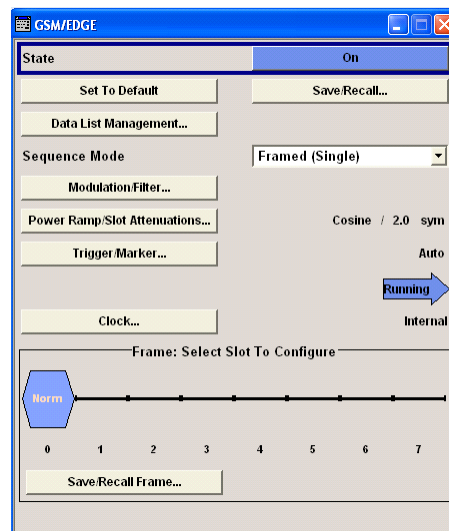 GSM/EDGE
State On
Set To Default Save/Recall...
Data List Management...
Sequence Mode Framed (Single)
Modulation/Filter...
Power Ramp/Slot Attenuations... Cosine / 2.0 sym
Trigger/Marker... Auto
Running
Clock... Internal
Frame: Select Slot To Configure
Norm
0 1 2 3 4 5 6 7
Save/Recall Frame...